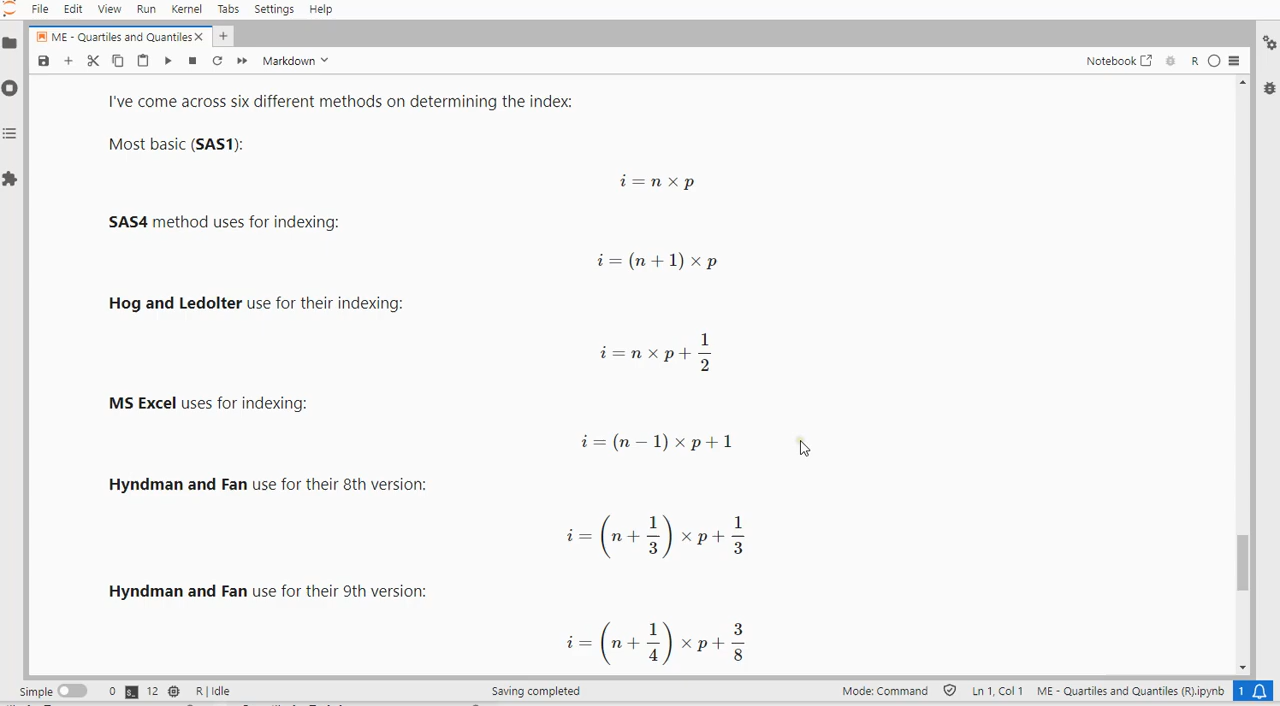 File Edit View Run Kernel Tabs Settings Help
ME - Quartiles and Quantiles
Markdown
Notebook R
I've come across six different methods on determining the index:
Most basic (SAS1):
i = n × p
SAS4 method uses for indexing:
i = (n + 1) × p
Hog and Ledolter use for their indexing:
i = n × p + 1/2
MS Excel uses for indexing:
i = (n − 1) × p + 1
Hyndman and Fan use for their 8th version:
i = (n + 1/3) × p + 1/3
Hyndman and Fan use for their 9th version:
i = (n + 1/4) × p + 3/8
Simple 0 12 R | Idle Saving completed Mode: Command Ln 1, Col 1 ME - Quartiles and Quantiles (R).ipynb 1